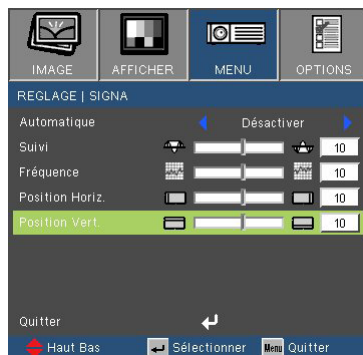 IMAGE AFFICHER MENU OPTIONS
REGLAGE | SIGNA
Automatique Désactiver
Suivi 10
Fréquence 10
Position Horiz. 10
Position Vert. 10
Quitter
Haut Bas Sélectionner Menu Quitter